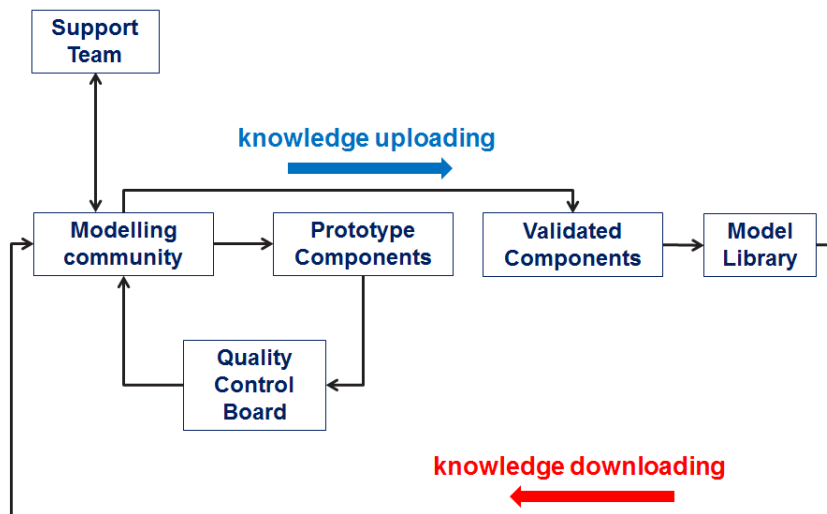 Support
Team
knowledge uploading
Modelling
community
Prototype
Components
Validated
Components
Model
Library
Quality
Control
Board
knowledge downloading